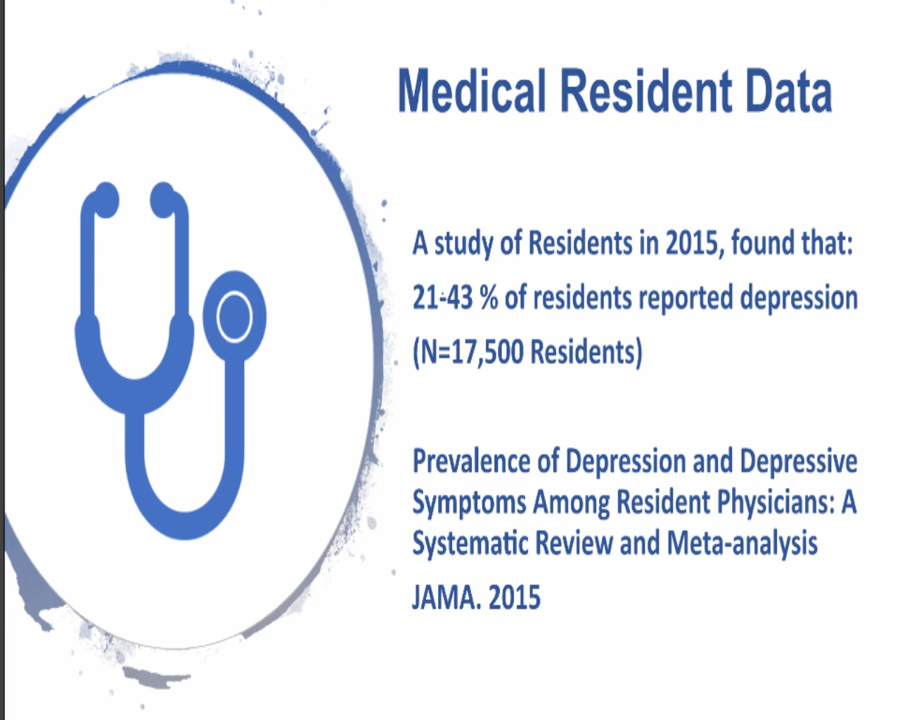 Medical Resident Data
A study of Residents in 2015, found that:
21-43 % of residents reported depression
(N=17,500 Residents)
Prevalence of Depression and Depressive
Symptoms Among Resident Physicians: A
Systematic Review and Meta-analysis
JAMA. 2015